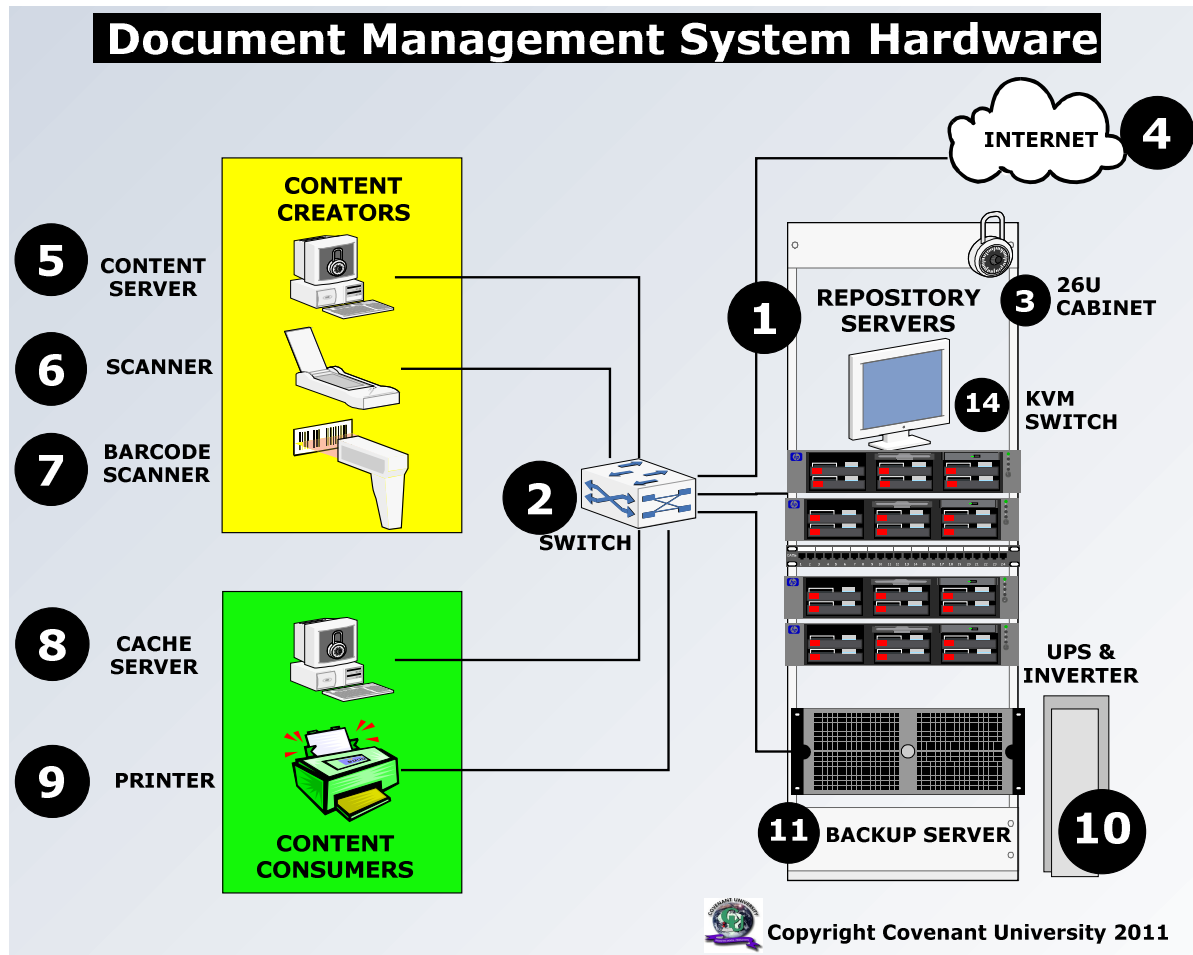 Document Management System Hardware
INTERNET
4
CONTENT
CREATORS
5
CONTENT
SERVER
6
SCANNER
7
BARCODE
SCANNER
2
SWITCH
1
REPOSITORY
SERVERS
3
26U
CABINET
14
KVM
SWITCH
8
CACHE
SERVER
9
PRINTER
CONTENT
CONSUMERS
UPS &
INVERTER
10
11
BACKUP SERVER
COVENANT UNIVERSITY
Copyright Covenant University 2011